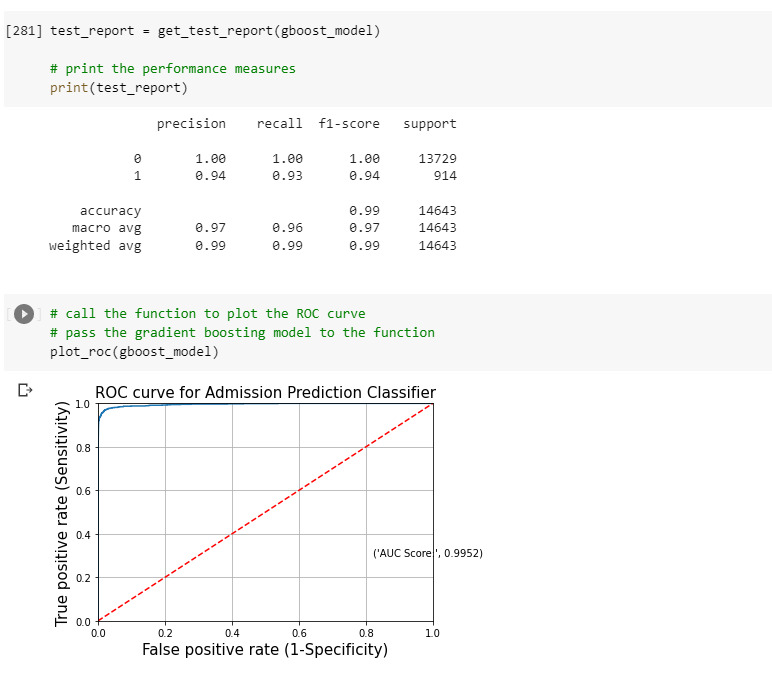 [281] test_report = get_test_report(gboost_model)
# print the performance measures
print(test_report)
precision recall f1-score support
0 1.00 1.00 1.00 13729
1 0.94 0.93 0.94 914
accuracy 0.99 14643
macro avg 0.97 0.96 0.97 14643
weighted avg 0.99 0.99 0.99 14643
# call the function to plot the ROC curve
# pass the gradient boosting model to the function
plot_roc(gboost_model)
ROC curve for Admission Prediction Classifier
True positive rate (Sensitivity)
1.0
0.8
0.6
0.4
('AUC Score:', 0.9952)
0.2
0.0
0.0 0.2 0.4 0.6 0.8 1.0
False positive rate (1-Specificity)